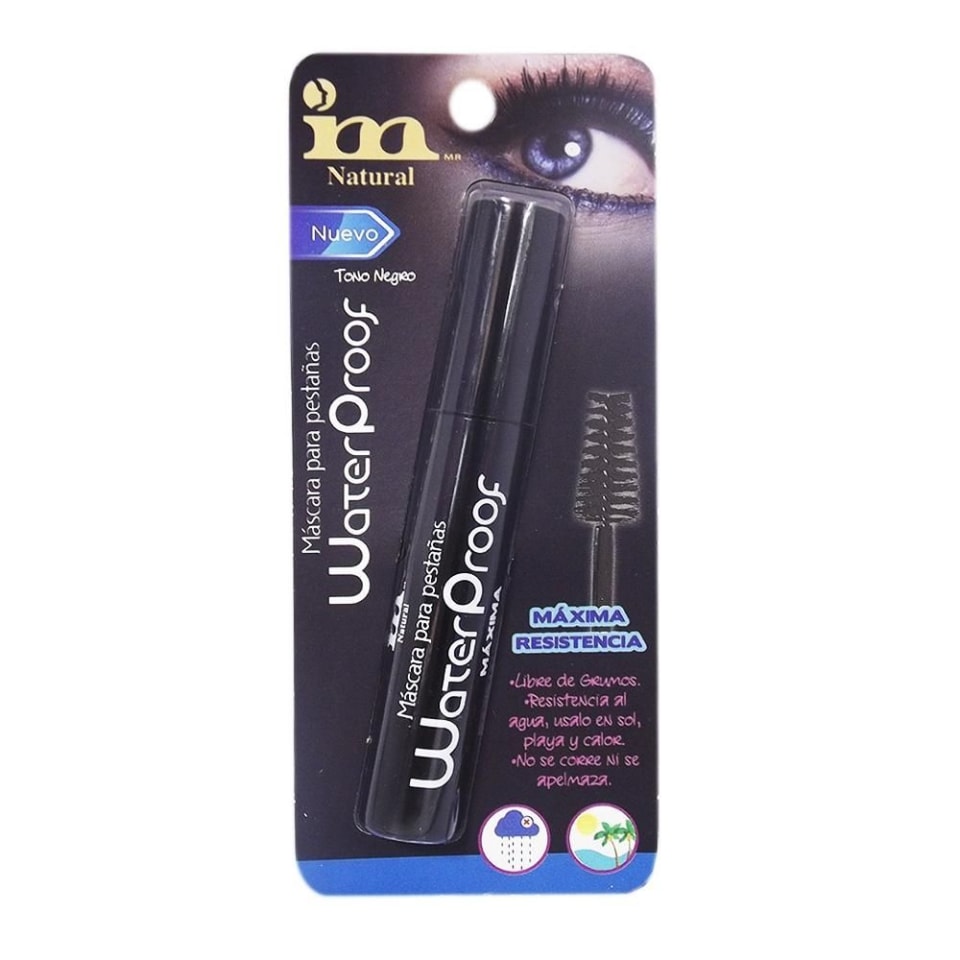 im
MR
Natural
Nuevo
Tono Negro
Máscara para pestañas
WaterProof
im
Natural
Máscara para pestañas
WaterProof
MÁXIMA
MÁXIMA
RESISTENCIA
•Libre de Grumos.
•Resistencia al
agua, usalo en sol,
playa y calor.
•No se corre ni se
apelmaza.